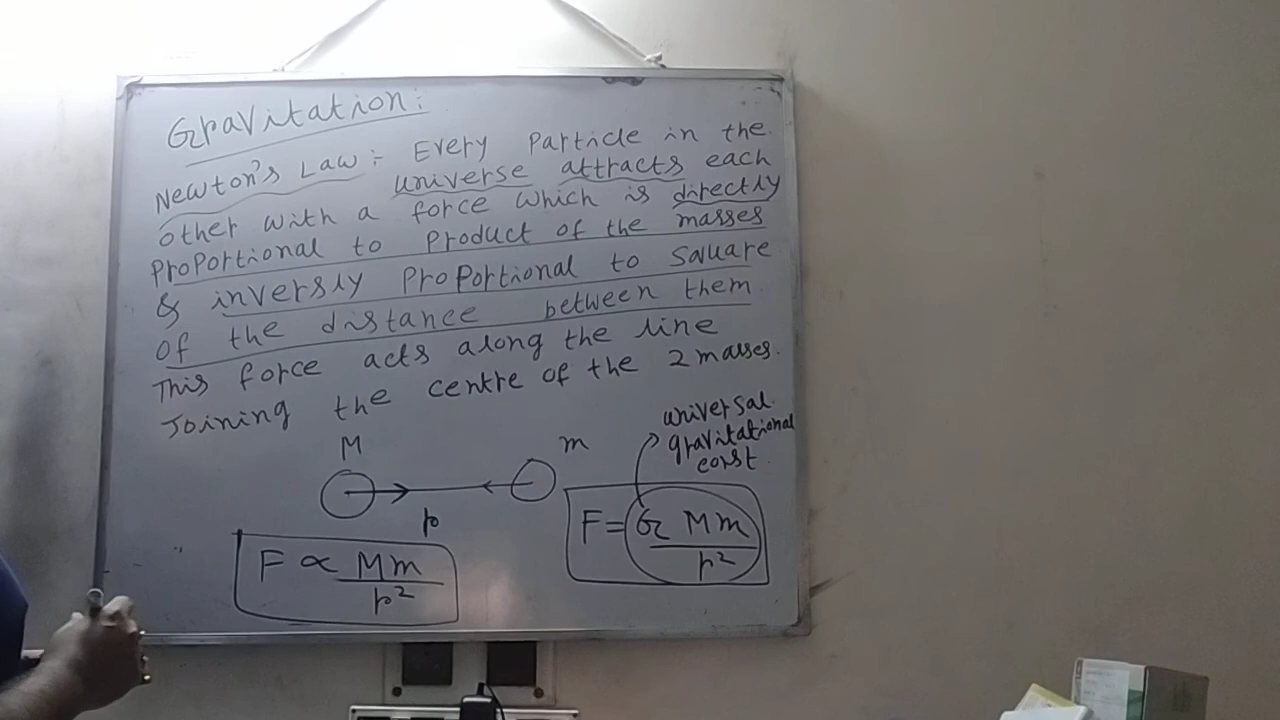 Gravitation:
Newton's Law :- Every particle in the
universe attracts each
other with a force which is directly
proportional to product of the masses
& inversly proportional to square
of the distance between them
This force acts along the line
Joining the centre of the 2 masses.
universal
gravitational
const
M
m
r
F = G Mm
r²
F ∝ Mm
r²